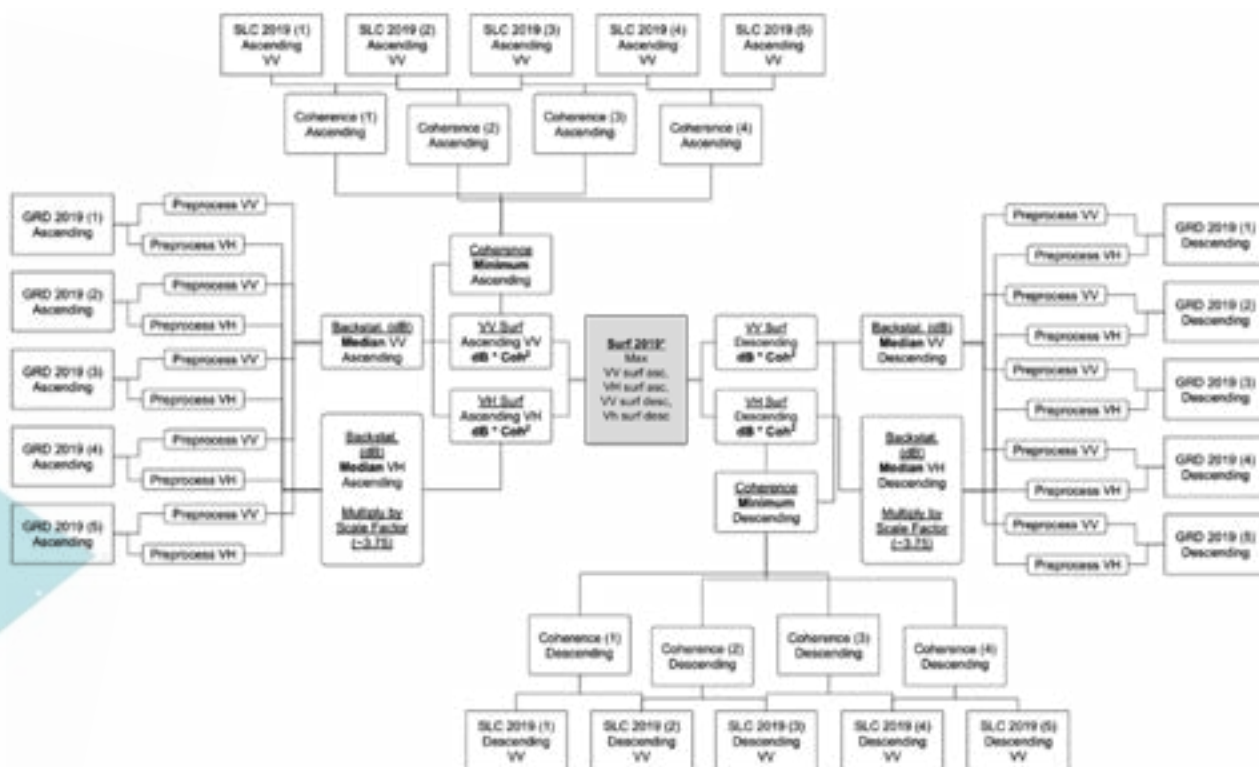 SLC 2019 (1)
Ascending
VV
SLC 2019 (2)
Ascending
VV
SLC 2019 (3)
Ascending
VV
SLC 2019 (4)
Ascending
VV
SLC 2019 (5)
Ascending
VV
Coherence (1)
Ascending
Coherence (2)
Ascending
Coherence (3)
Ascending
Coherence (4)
Ascending
GRD 2019 (1)
Ascending
Preprocess VV
Preprocess VH
GRD 2019 (2)
Ascending
Preprocess VV
Preprocess VH
GRD 2019 (3)
Ascending
Preprocess VV
Preprocess VH
GRD 2019 (4)
Ascending
Preprocess VV
Preprocess VH
GRD 2019 (5)
Ascending
Preprocess VV
Preprocess VH
Backstat. (dB)
Median VV
Ascending
Backstat.
(dB)
Median VH
Ascending
Multiply by
Scale Factor
(~3.75)
Coherence
Minimum
Ascending
VV Surf
Ascending VV
dB * Coh²
VH Surf
Ascending VH
dB * Coh²
Surf 2019*
Max
VV surf asc,
VH surf asc,
VV surf desc,
Vh surf desc
VV Surf
Descending
dB * Coh²
VH Surf
Descending
dB * Coh²
Coherence
Minimum
Descending
Backstat. (dB)
Median VV
Descending
Backstat.
(dB)
Median VH
Descending
Multiply by
Scale Factor
(~3.75)
Preprocess VV
Preprocess VH
GRD 2019 (1)
Descending
Preprocess VV
Preprocess VH
GRD 2019 (2)
Descending
Preprocess VV
Preprocess VH
GRD 2019 (3)
Descending
Preprocess VV
Preprocess VH
GRD 2019 (4)
Descending
Preprocess VV
Preprocess VH
GRD 2019 (5)
Descending
Coherence (1)
Descending
Coherence (2)
Descending
Coherence (3)
Descending
Coherence (4)
Descending
SLC 2019 (1)
Descending
VV
SLC 2019 (2)
Descending
VV
SLC 2019 (3)
Descending
VV
SLC 2019 (4)
Descending
VV
SLC 2019 (5)
Descending
VV